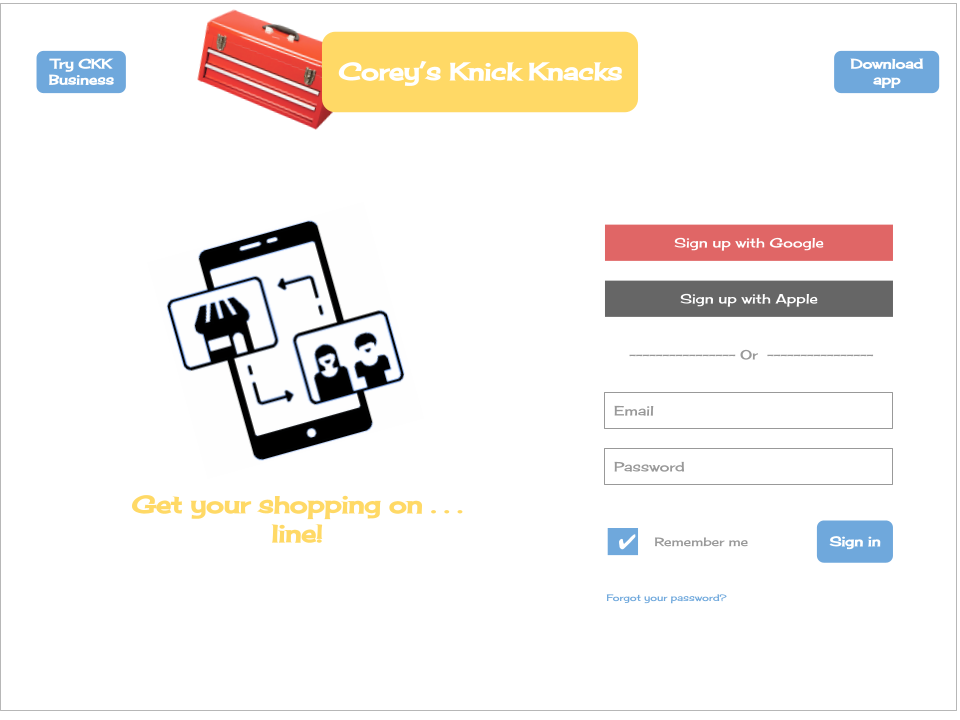 Try CKK
Business
Corey's Knick Knacks
Download
app
Sign up with Google
Sign up with Apple
---------------- Or ----------------
Email
Password
Get your shopping on . . .
line!
✔ Remember me
Sign in
Forgot your password?